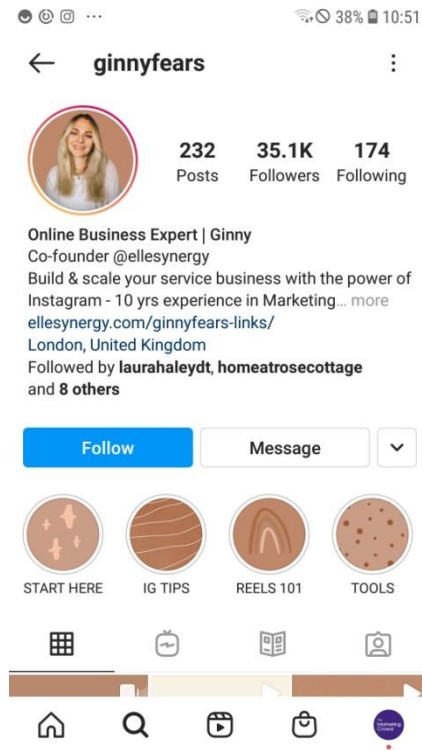 38% 10:51
ginnyfears
232 35.1K 174
Posts Followers Following
Online Business Expert | Ginny
Co-founder @ellesynergy
Build & scale your service business with the power of
Instagram - 10 yrs experience in Marketing... more
ellesynergy.com/ginnyfears-links/
London, United Kingdom
Followed by laurahaleydt, homeatrosecottage
and 8 others
Follow Message
START HERE IG TIPS REELS 101 TOOLS
The
Marketing
Crowd